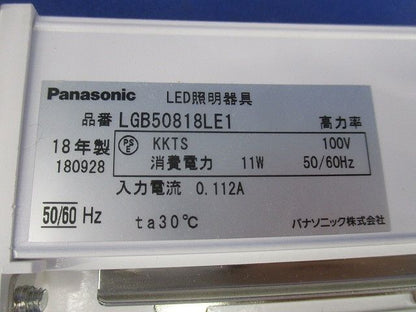 Panasonic LED照明器具
品番 LGB50818LE1 高力率
18年製 PSE KKTS 100V
180928 消費電力 11W 50/60Hz
入力電流 0.112A
50/60 Hz ta30℃ パナソニック株式会社